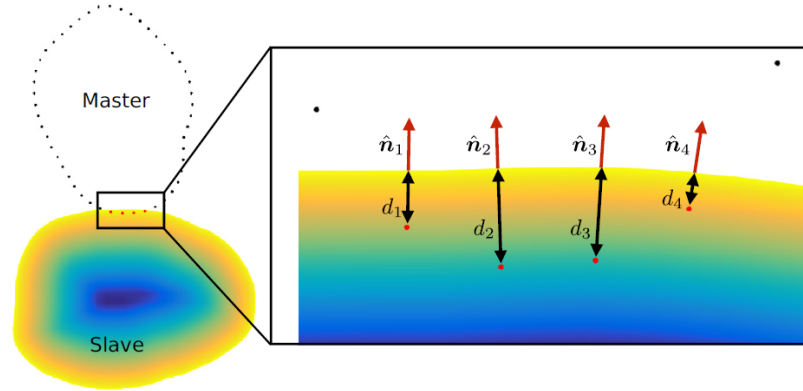 Master
Slave
n̂₁ n̂₂ n̂₃ n̂₄
d₁ d₂ d₃ d₄